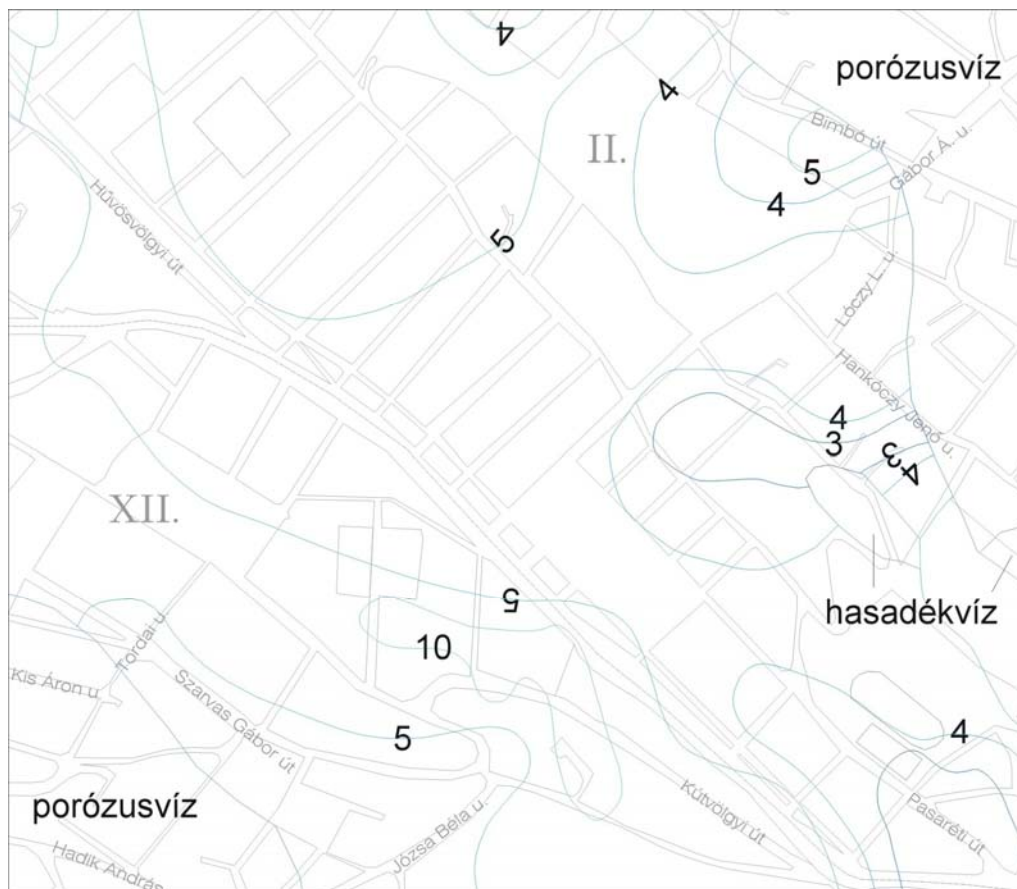 4
porózusvíz
4
II.
Bimbó út
Gábor Á. u.
5
4
Hűvösvölgyi út
5
Lóczy L. u.
Hankóczy Jenő u.
4
3
3
4
XII.
5
hasadékvíz
Tordai u.
10
Kis Áron u.
Szarvas Gábor út
5
4
porózusvíz
Kútvölgyi út
Pasaréti út
Józsa Béla u.
Hadik András